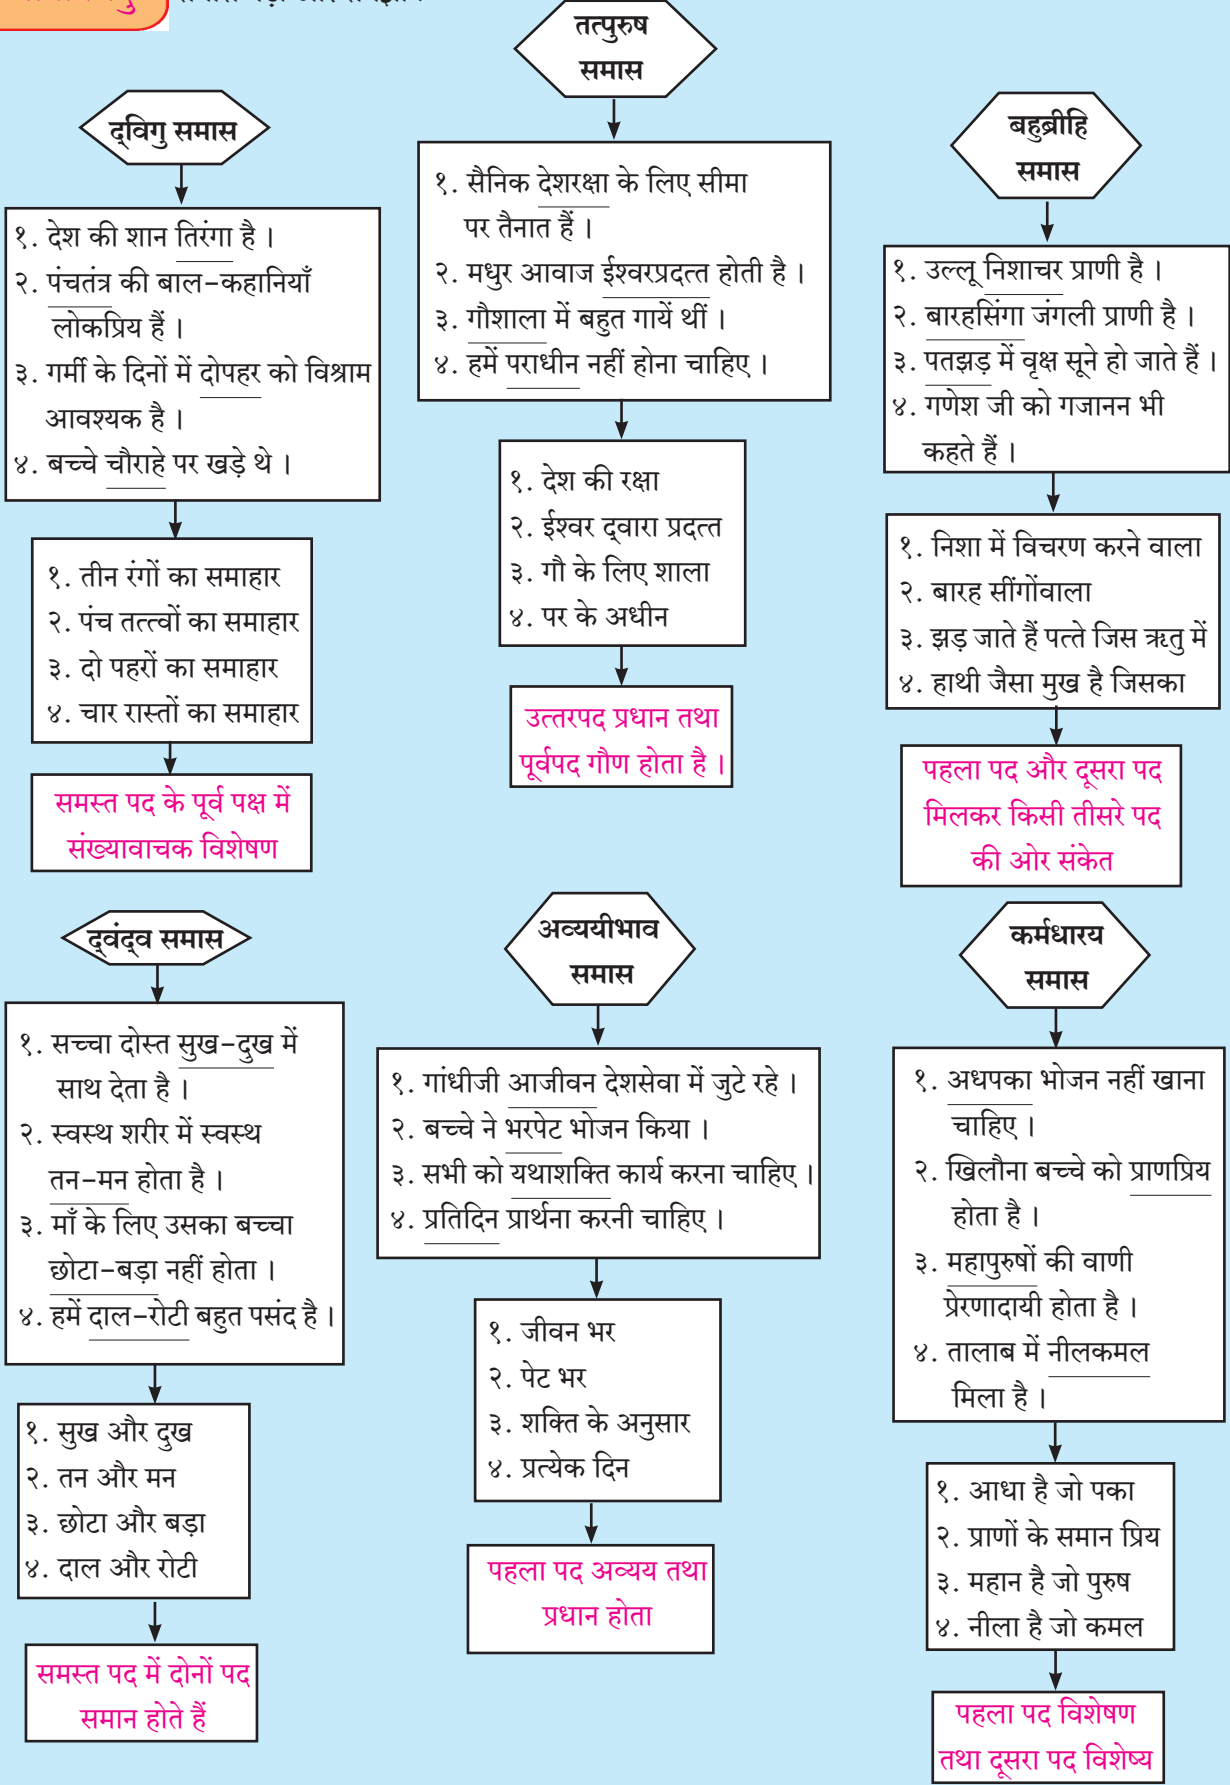 तत्पुरुष
समास
१. सैनिक देशरक्षा के लिए सीमा
पर तैनात हैं ।
२. मधुर आवाज ईश्वरप्रदत्त होती है ।
३. गौशाला में बहुत गायें थीं ।
४. हमें पराधीन नहीं होना चाहिए ।
१. देश की रक्षा
२. ईश्वर द्‌वारा प्रदत्त
३. गौ के लिए शाला
४. पर के अधीन
उत्तरपद प्रधान तथा
पूर्वपद गौण होता है ।
द्‌विगु समास
१. देश की शान तिरंगा है ।
२. पंचतंत्र की बाल-कहानियाँ
लोकप्रिय हैं ।
३. गर्मी के दिनों में दोपहर को विश्राम
आवश्यक है ।
४. बच्चे चौराहे पर खड़े थे ।
१. तीन रंगों का समाहार
२. पंच तत्त्वों का समाहार
३. दो पहरों का समाहार
४. चार रास्तों का समाहार
समस्त पद के पूर्व पक्ष में
संख्यावाचक विशेषण
बहुब्रीहि
समास
१. उल्लू निशाचर प्राणी है ।
२. बारहसिंगा जंगली प्राणी है ।
३. पतझड़ में वृक्ष सूने हो जाते हैं ।
४. गणेश जी को गजानन भी
कहते हैं ।
१. निशा में विचरण करने वाला
२. बारह सींगोंवाला
३. झड़ जाते हैं पत्ते जिस ऋतु में
४. हाथी जैसा मुख है जिसका
पहला पद और दूसरा पद
मिलकर किसी तीसरे पद
की ओर संकेत
द्‌वंद्‌व समास
१. सच्चा दोस्त सुख-दुख में
साथ देता है ।
२. स्वस्थ शरीर में स्वस्थ
तन-मन होता है ।
३. माँ के लिए उसका बच्चा
छोटा-बड़ा नहीं होता ।
४. हमें दाल-रोटी बहुत पसंद है ।
१. सुख और दुख
२. तन और मन
३. छोटा और बड़ा
४. दाल और रोटी
समस्त पद में दोनों पद
समान होते हैं
अव्ययीभाव
समास
१. गांधीजी आजीवन देशसेवा में जुटे रहे ।
२. बच्चे ने भरपेट भोजन किया ।
३. सभी को यथाशक्ति कार्य करना चाहिए ।
४. प्रतिदिन प्रार्थना करनी चाहिए ।
१. जीवन भर
२. पेट भर
३. शक्ति के अनुसार
४. प्रत्येक दिन
पहला पद अव्यय तथा
प्रधान होता
कर्मधारय
समास
१. अधपका भोजन नहीं खाना
चाहिए ।
२. खिलौना बच्चे को प्राणप्रिय
होता है ।
३. महापुरुषों की वाणी
प्रेरणादायी होता है ।
४. तालाब में नीलकमल
मिला है ।
१. आधा है जो पका
२. प्राणों के समान प्रिय
३. महान है जो पुरुष
४. नीला है जो कमल
पहला पद विशेषण
तथा दूसरा पद विशेष्य